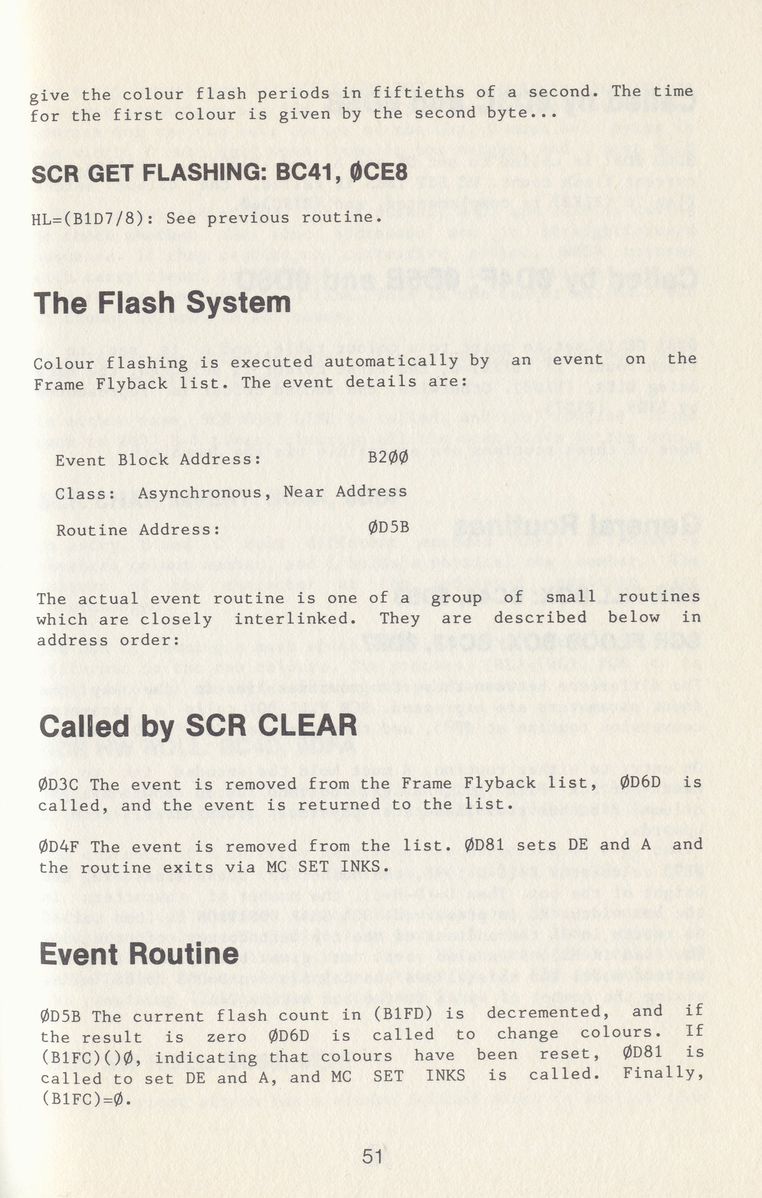 give the colour flash periods in fiftieths of a second. The time
for the first colour is given by the second byte...
SCR GET FLASHING: BC41, ØCE8
HL=(B1D7/8): See previous routine.
The Flash System
Colour flashing is executed automatically by an event on the
Frame Flyback list. The event details are:
Event Block Address: B2ØØ
Class: Asynchronous, Near Address
Routine Address: ØD5B
The actual event routine is one of a group of small routines
which are closely interlinked. They are described below in
address order:
Called by SCR CLEAR
ØD3C The event is removed from the Frame Flyback list, ØD6D is
called, and the event is returned to the list.
ØD4F The event is removed from the list. ØD81 sets DE and A and
the routine exits via MC SET INKS.
Event Routine
ØD5B The current flash count in (B1FD) is decremented, and if
the result is zero ØD6D is called to change colours. If
(B1FC)()Ø, indicating that colours have been reset, ØD81 is
called to set DE and A, and MC SET INKS is called. Finally,
(B1FC)=Ø.
51